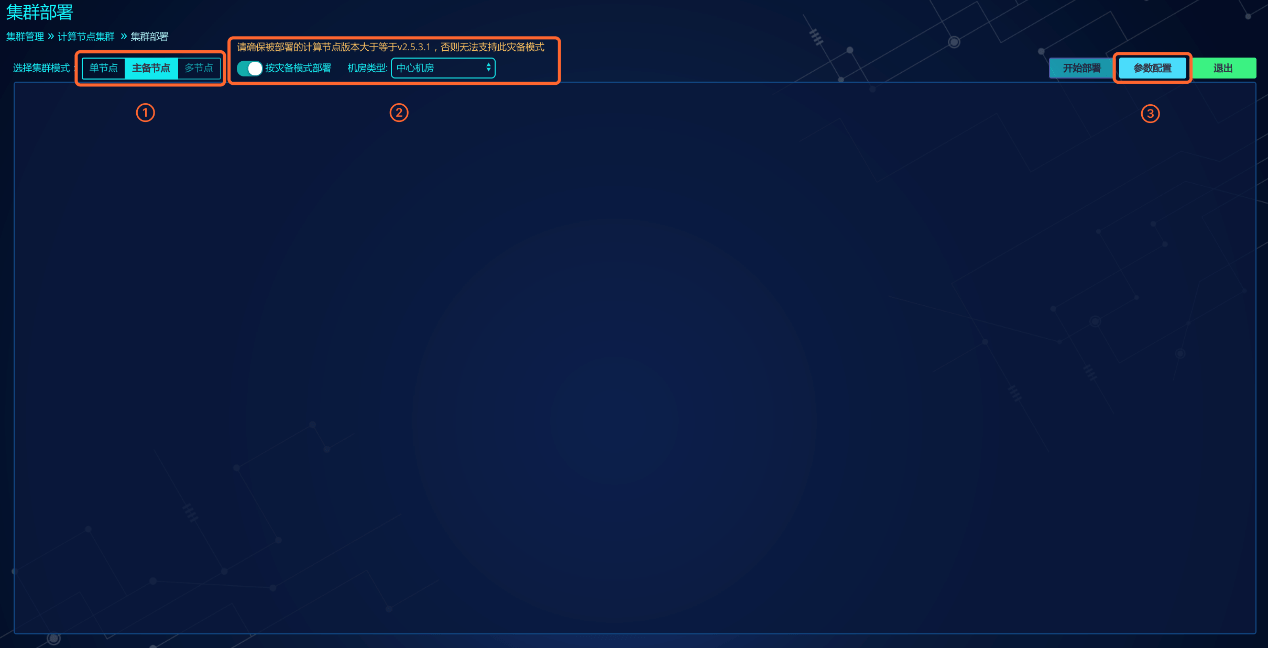 集群部署
集群管理 » 计算节点集群 » 集群部署
请确保被部署的计算节点版本大于等于v2.5.3.1，否则无法支持此灾备模式
选择集群模式： 单节点 主备节点 多节点 按灾备模式部署 机房类型: 中心机房 开始部署 参数配置 退出
① ② ③